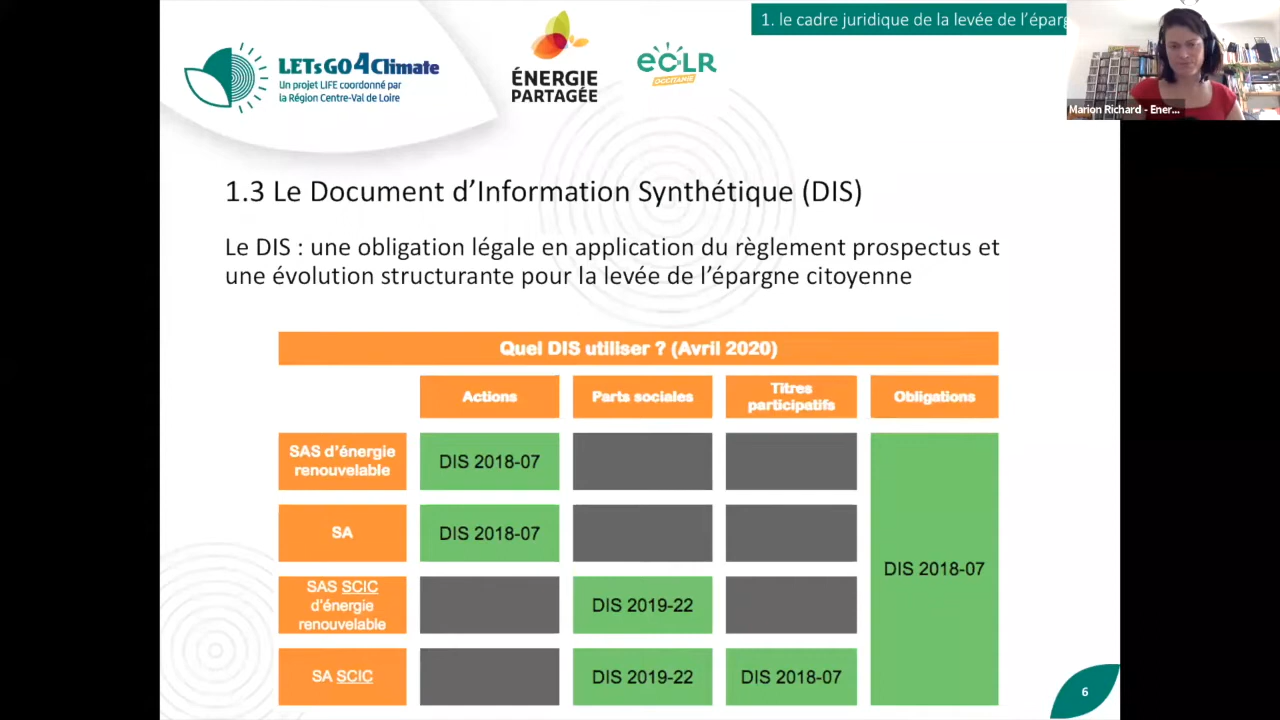 1. le cadre juridique de la levée de l'éparg
LETsGO4Climate
Un projet LIFE coordonné par
la Région Centre-Val de Loire
ÉNERGIE
PARTAGÉE
eCLR
OCCITANIE
Marion Richard - Ener...
1.3 Le Document d'Information Synthétique (DIS)
Le DIS : une obligation légale en application du règlement prospectus et
une évolution structurante pour la levée de l'épargne citoyenne
Quel DIS utiliser ? (Avril 2020)
Actions
Parts sociales
Titres
participatifs
Obligations
SAS d'énergie
renouvelable
DIS 2018-07
SA
DIS 2018-07
DIS 2018-07
SAS SCIC
d'énergie
renouvelable
DIS 2019-22
SA SCIC
DIS 2019-22
DIS 2018-07
6